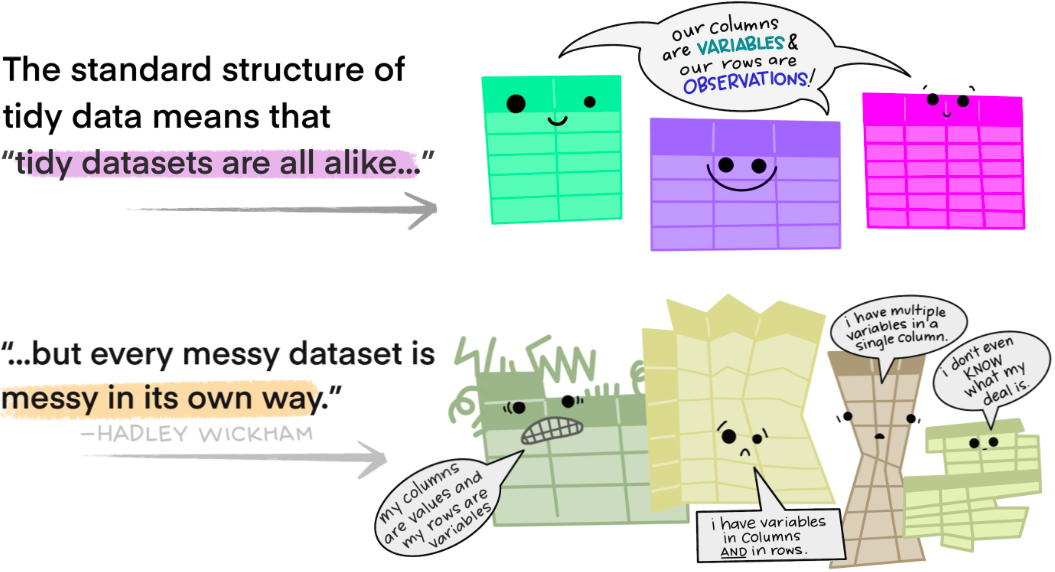 The standard structure of
tidy data means that
“tidy datasets are all alike...”
our columns
are VARIABLES &
our rows are
OBSERVATIONS!
“...but every messy dataset is
messy in its own way.”
—HADLEY WICKHAM
my columns
are values and
my rows are
variables
i have variables
in columns
AND in rows.
i have multiple
variables in a
single column.
i don't even
KNOW
what my
deal is.